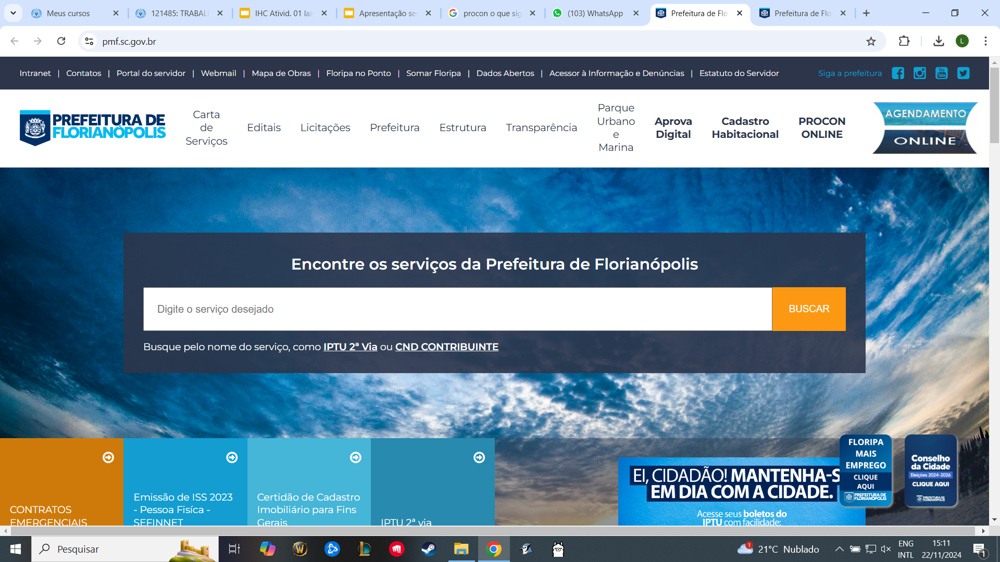 Meus cursos
121485: TRABAL
IHC Ativid. 01 lai
Apresentação se
procon o que sig
(103) WhatsApp
Prefeitura de Flo
Prefeitura de Flo
pmf.sc.gov.br
L
Intranet | Contatos | Portal do servidor | Webmail | Mapa de Obras | Floripa no Ponto | Somar Floripa | Dados Abertos | Acessor à Informação e Denúncias | Estatuto do Servidor
Siga a prefeitura
You
Tube
PREFEITURA DE
FLORIANÓPOLIS
Carta
de
Serviços
Editais
Licitações
Prefeitura
Estrutura
Transparência
Parque
Urbano
e
Marina
Aprova
Digital
Cadastro
Habitacional
PROCON
ONLINE
AGENDAMENTO
ONLINE
Encontre os serviços da Prefeitura de Florianópolis
Digite o serviço desejado
BUSCAR
Busque pelo nome do serviço, como IPTU 2ª Via ou CND CONTRIBUINTE
CONTRATOS
EMERGENCIAIS
Emissão de ISS 2023
- Pessoa Fisíca -
SEFINNET
Certidão de Cadastro
Imobiliário para Fins
Gerais
IPTU 2ª via
EI, CIDADÃO! MANTENHA-S
EM DIA COM A CIDADE.
Acesse seus boletos do
IPTU com facilidade:
FLORIPA
MAIS
EMPREGO
CLIQUE
AQUI
PREFEITURA DE
FLORIANÓPOLIS
Conselho
da Cidade
Eleições 2024-2026
CLIQUE AQUI
PREFEITURA DE
FLORIANÓPOLIS
Pesquisar
1
21°C Nublado
ENG
INTL
15:11
22/11/2024
1